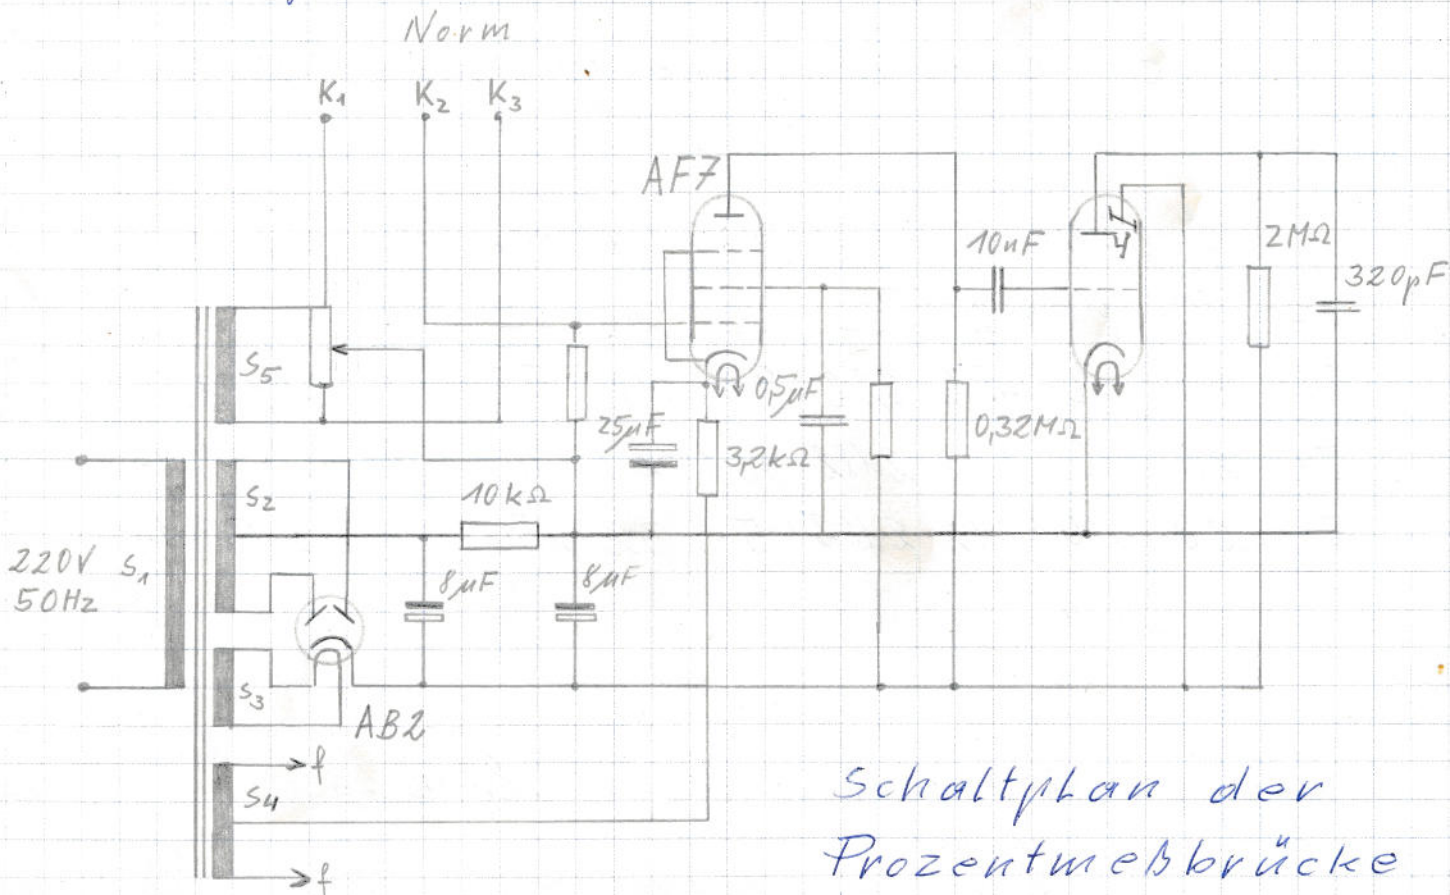 Norm
K1 K2 K3
AF7
10nF
2MΩ
320pF
S5
0,5µF
25µF
3,2kΩ
0,32MΩ
S2
10kΩ
220V S1
50Hz
8µF
8µF
S3
AB2
f
S4
f
Schaltplan der
Prozentmeßbrücke